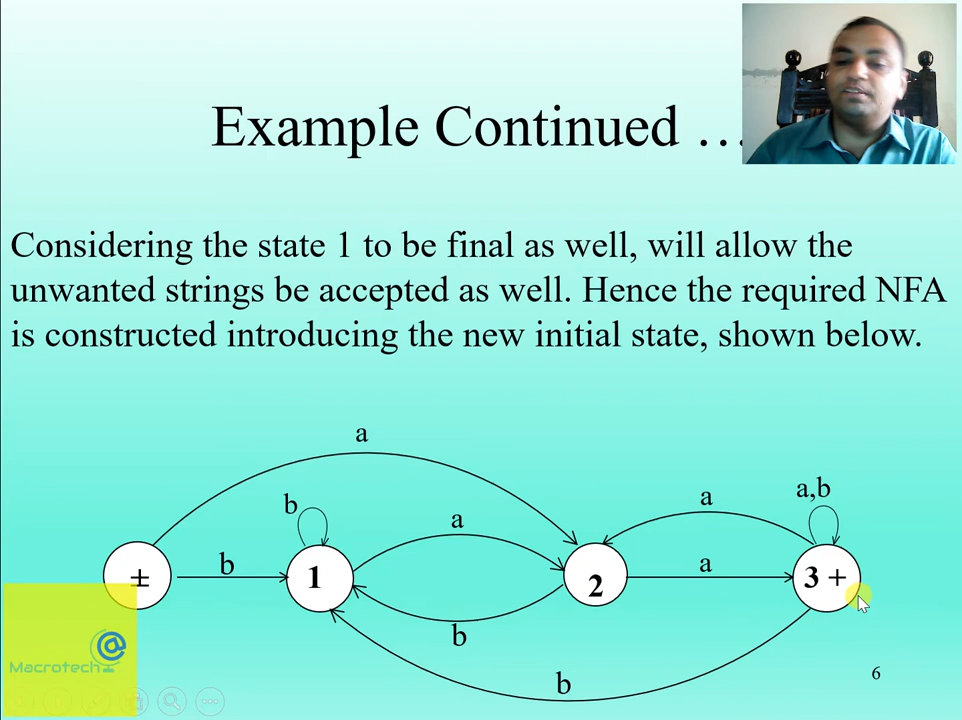 Example Continued …
Considering the state 1 to be final as well, will allow the
unwanted strings be accepted as well. Hence the required NFA
is constructed introducing the new initial state, shown below.
a
b
a
a
a,b
±
b
1
2
a
3 +
b
b
@
Macrotech
6